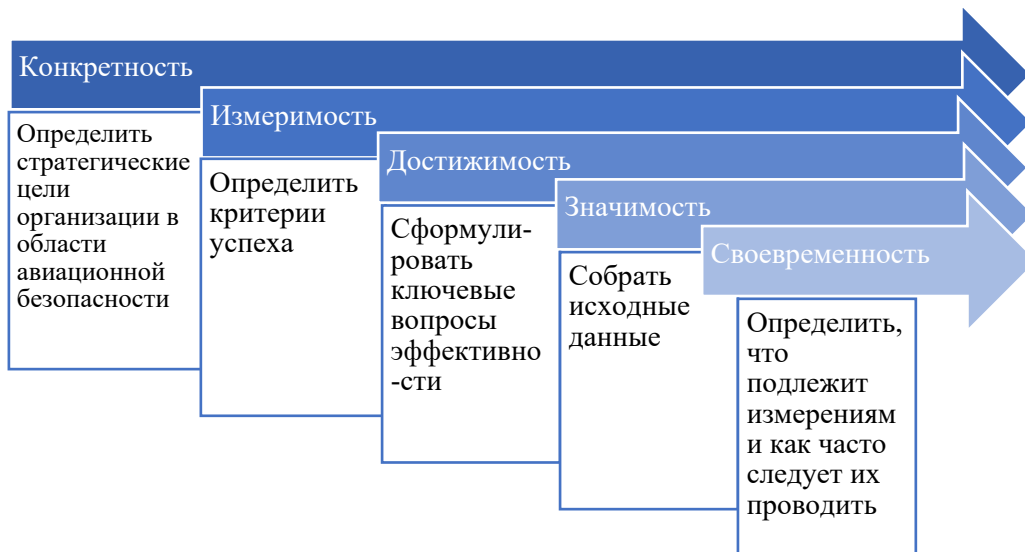 Конкретность
Определить
стратегические
цели
организации в
области
авиационной
безопасности
Измеримость
Определить
критерии
успеха
Достижимость
Сформули-
ровать
ключевые
вопросы
эффективно
-сти
Значимость
Собрать
исходные
данные
Своевременность
Определить,
что
подлежит
измерениям
и как часто
следует их
проводить